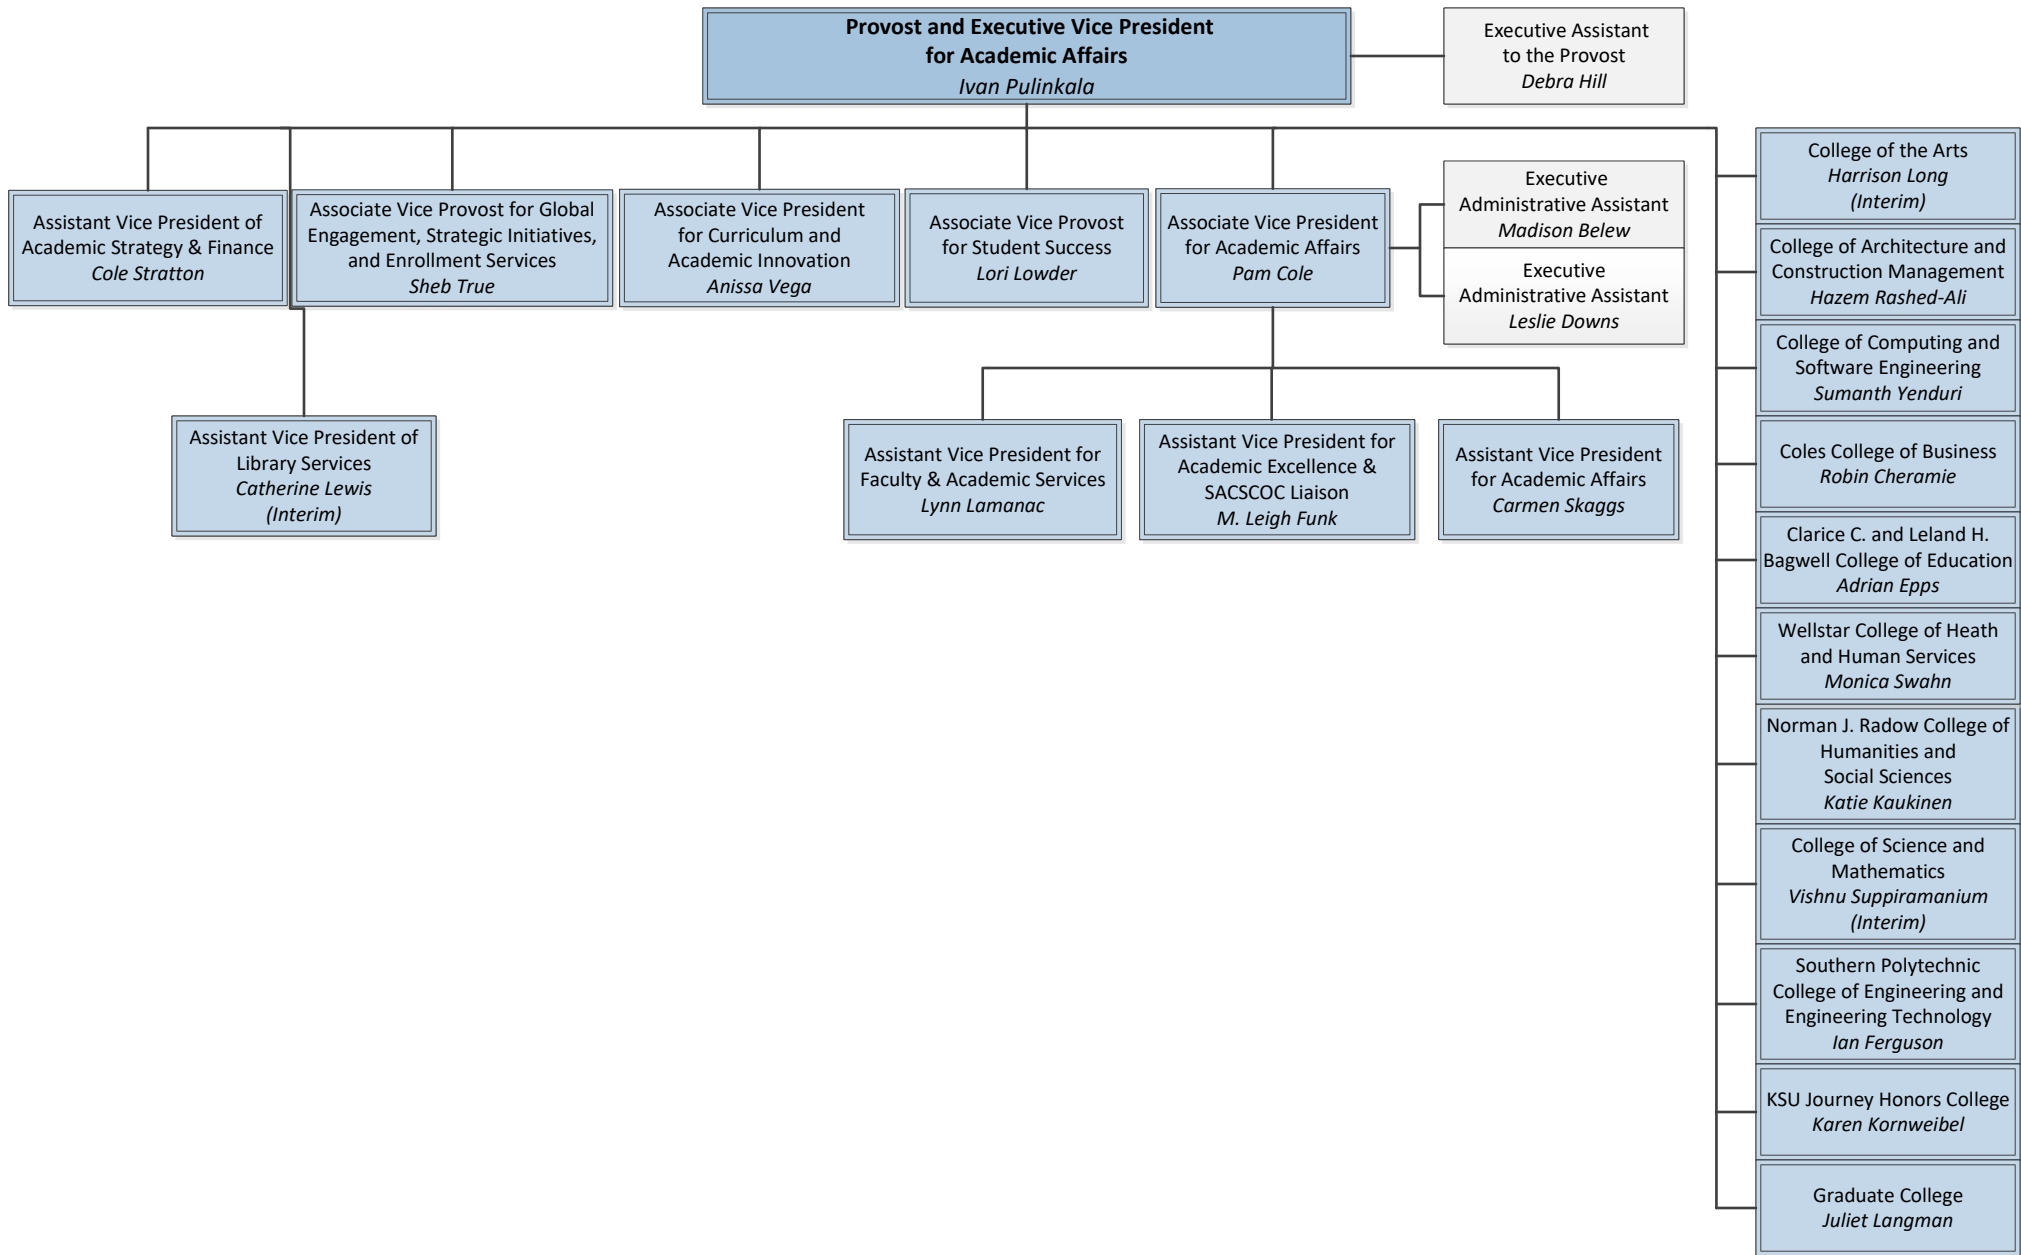 Provost and Executive Vice President
for Academic Affairs
Ivan Pulinkala
Executive Assistant
to the Provost
Debra Hill
Assistant Vice President of
Academic Strategy & Finance
Cole Stratton
Associate Vice Provost for Global
Engagement, Strategic Initiatives,
and Enrollment Services
Sheb True
Associate Vice President
for Curriculum and
Academic Innovation
Anissa Vega
Associate Vice Provost
for Student Success
Lori Lowder
Associate Vice President
for Academic Affairs
Pam Cole
Executive
Administrative Assistant
Madison Belew
Executive
Administrative Assistant
Leslie Downs
Assistant Vice President of
Library Services
Catherine Lewis
(Interim)
Assistant Vice President for
Faculty & Academic Services
Lynn Lamanac
Assistant Vice President for
Academic Excellence &
SACSCOC Liaison
M. Leigh Funk
Assistant Vice President
for Academic Affairs
Carmen Skaggs
College of the Arts
Harrison Long
(Interim)
College of Architecture and
Construction Management
Hazem Rashed-Ali
College of Computing and
Software Engineering
Sumanth Yenduri
Coles College of Business
Robin Cheramie
Clarice C. and Leland H.
Bagwell College of Education
Adrian Epps
Wellstar College of Heath
and Human Services
Monica Swahn
Norman J. Radow College of
Humanities and
Social Sciences
Katie Kaukinen
College of Science and
Mathematics
Vishnu Suppiramanium
(Interim)
Southern Polytechnic
College of Engineering and
Engineering Technology
Ian Ferguson
KSU Journey Honors College
Karen Kornweibel
Graduate College
Juliet Langman